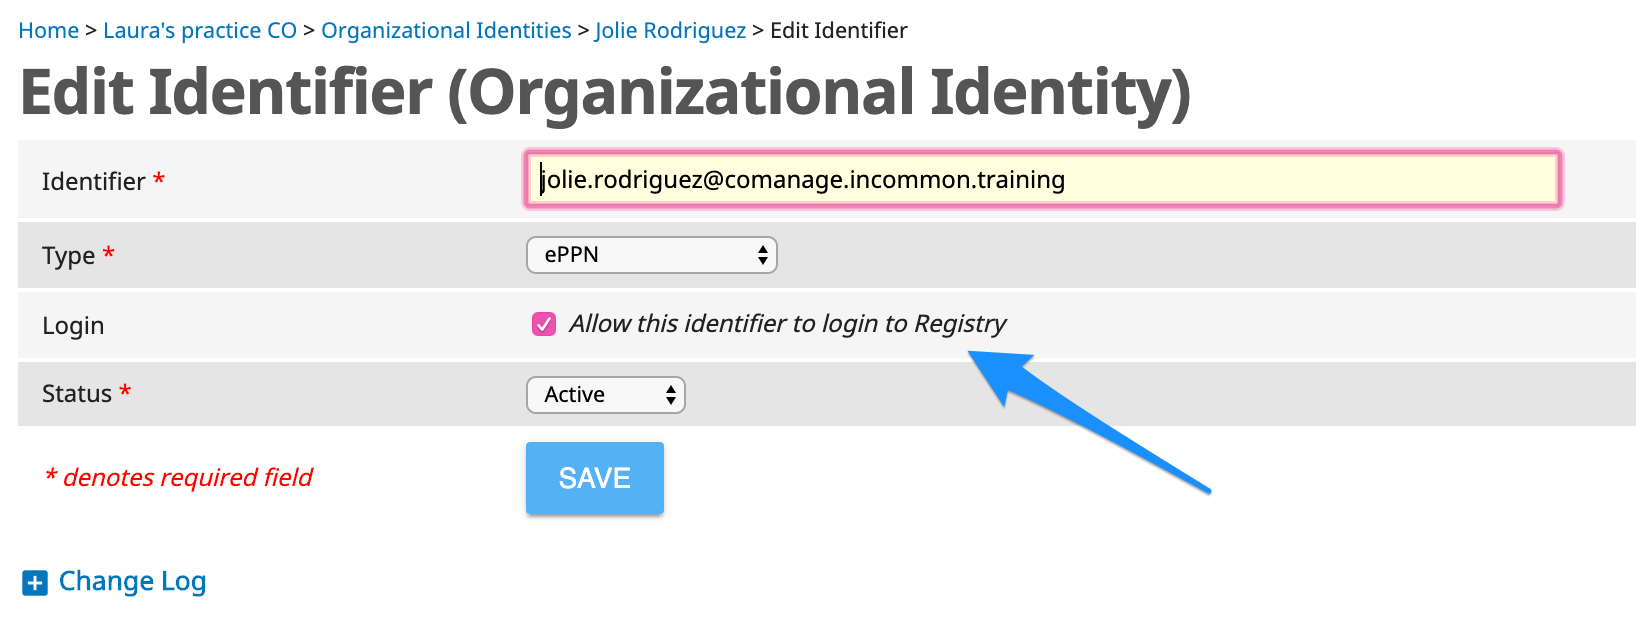 Home > Laura's practice CO > Organizational Identities > Jolie Rodriguez > Edit Identifier
Edit Identifier (Organizational Identity)
Identifier * jolie.rodriguez@comanage.incommon.training
Type * ePPN
Login Allow this identifier to login to Registry
Status * Active
* denotes required field SAVE
Change Log